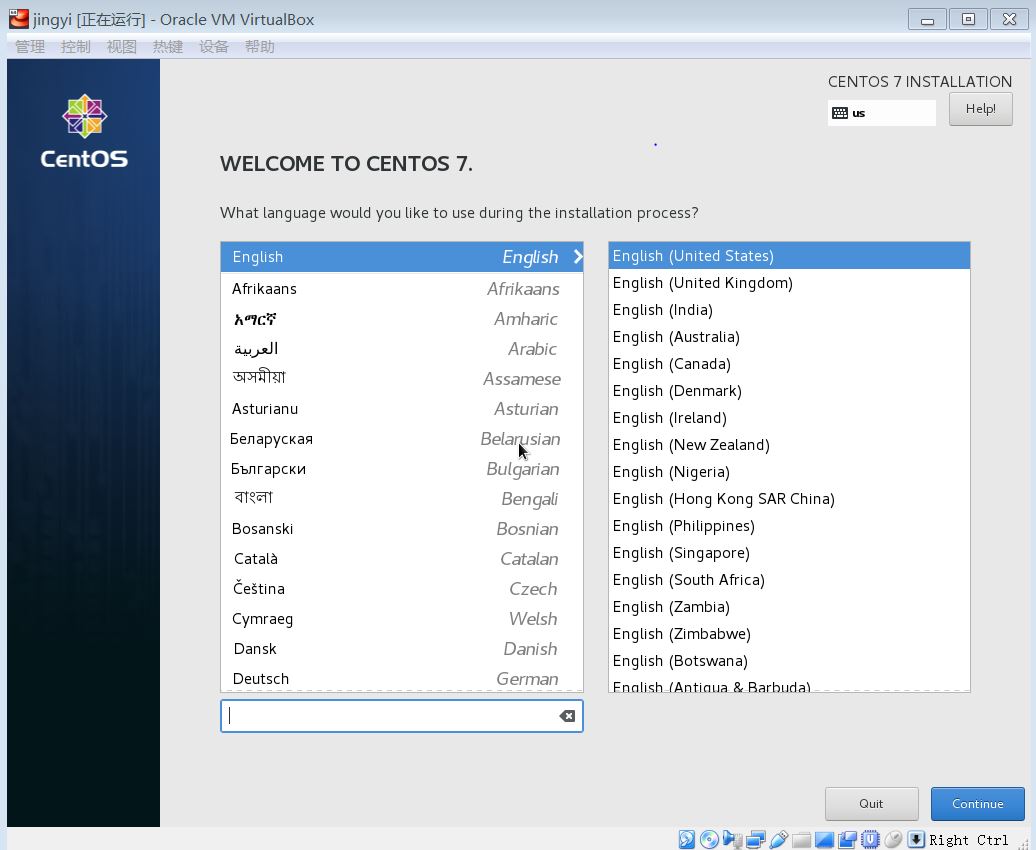 jingyi [正在运行] - Oracle VM VirtualBox
管理 控制 视图 热键 设备 帮助
CentOS
CENTOS 7 INSTALLATION
us Help!
WELCOME TO CENTOS 7.
What language would you like to use during the installation process?
English English
Afrikaans Afrikaans
አማርኛ Amharic
العربية Arabic
অসমীয়া Assamese
Asturianu Asturian
Беларуская Belarusian
Български Bulgarian
বাংলা Bengali
Bosanski Bosnian
Català Catalan
Čeština Czech
Cymraeg Welsh
Dansk Danish
Deutsch German
English (United States)
English (United Kingdom)
English (India)
English (Australia)
English (Canada)
English (Denmark)
English (Ireland)
English (New Zealand)
English (Nigeria)
English (Hong Kong SAR China)
English (Philippines)
English (Singapore)
English (South Africa)
English (Zambia)
English (Zimbabwe)
English (Botswana)
English (Antigua & Barbuda)
Quit Continue
Right Ctrl